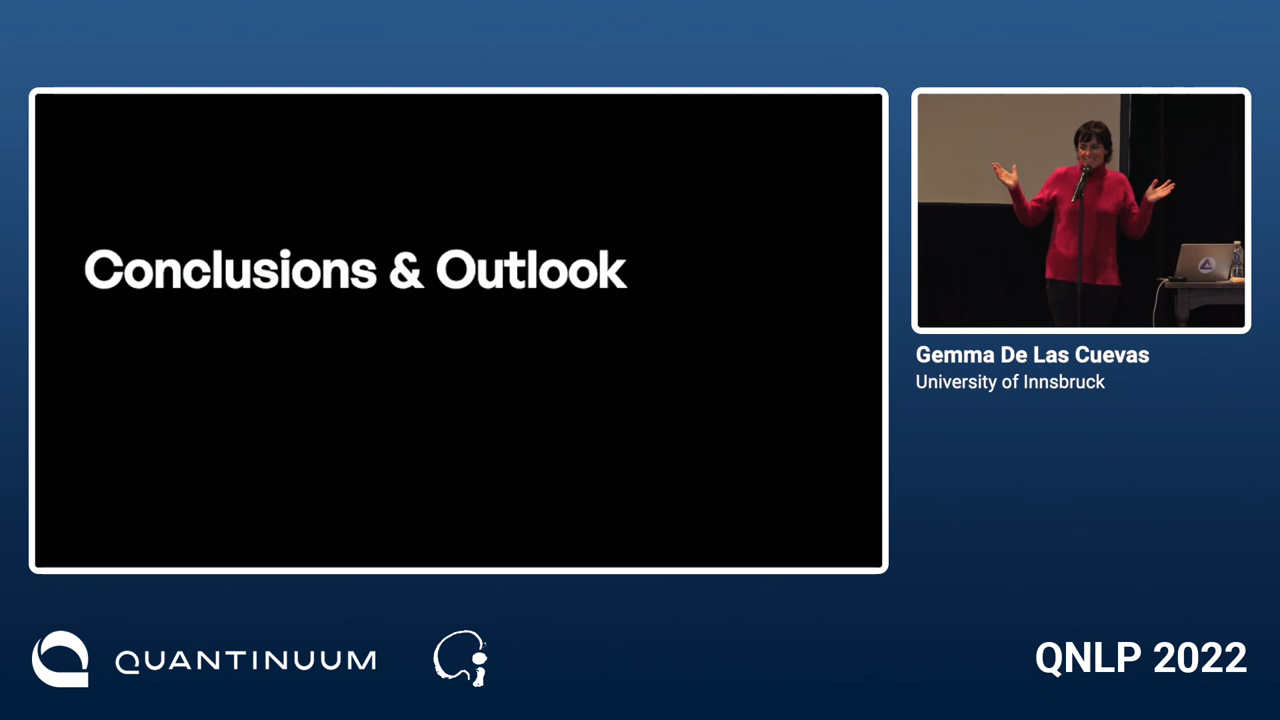 Conclusions & Outlook
Gemma De Las Cuevas
University of Innsbruck
QUANTINUUM
QNLP 2022